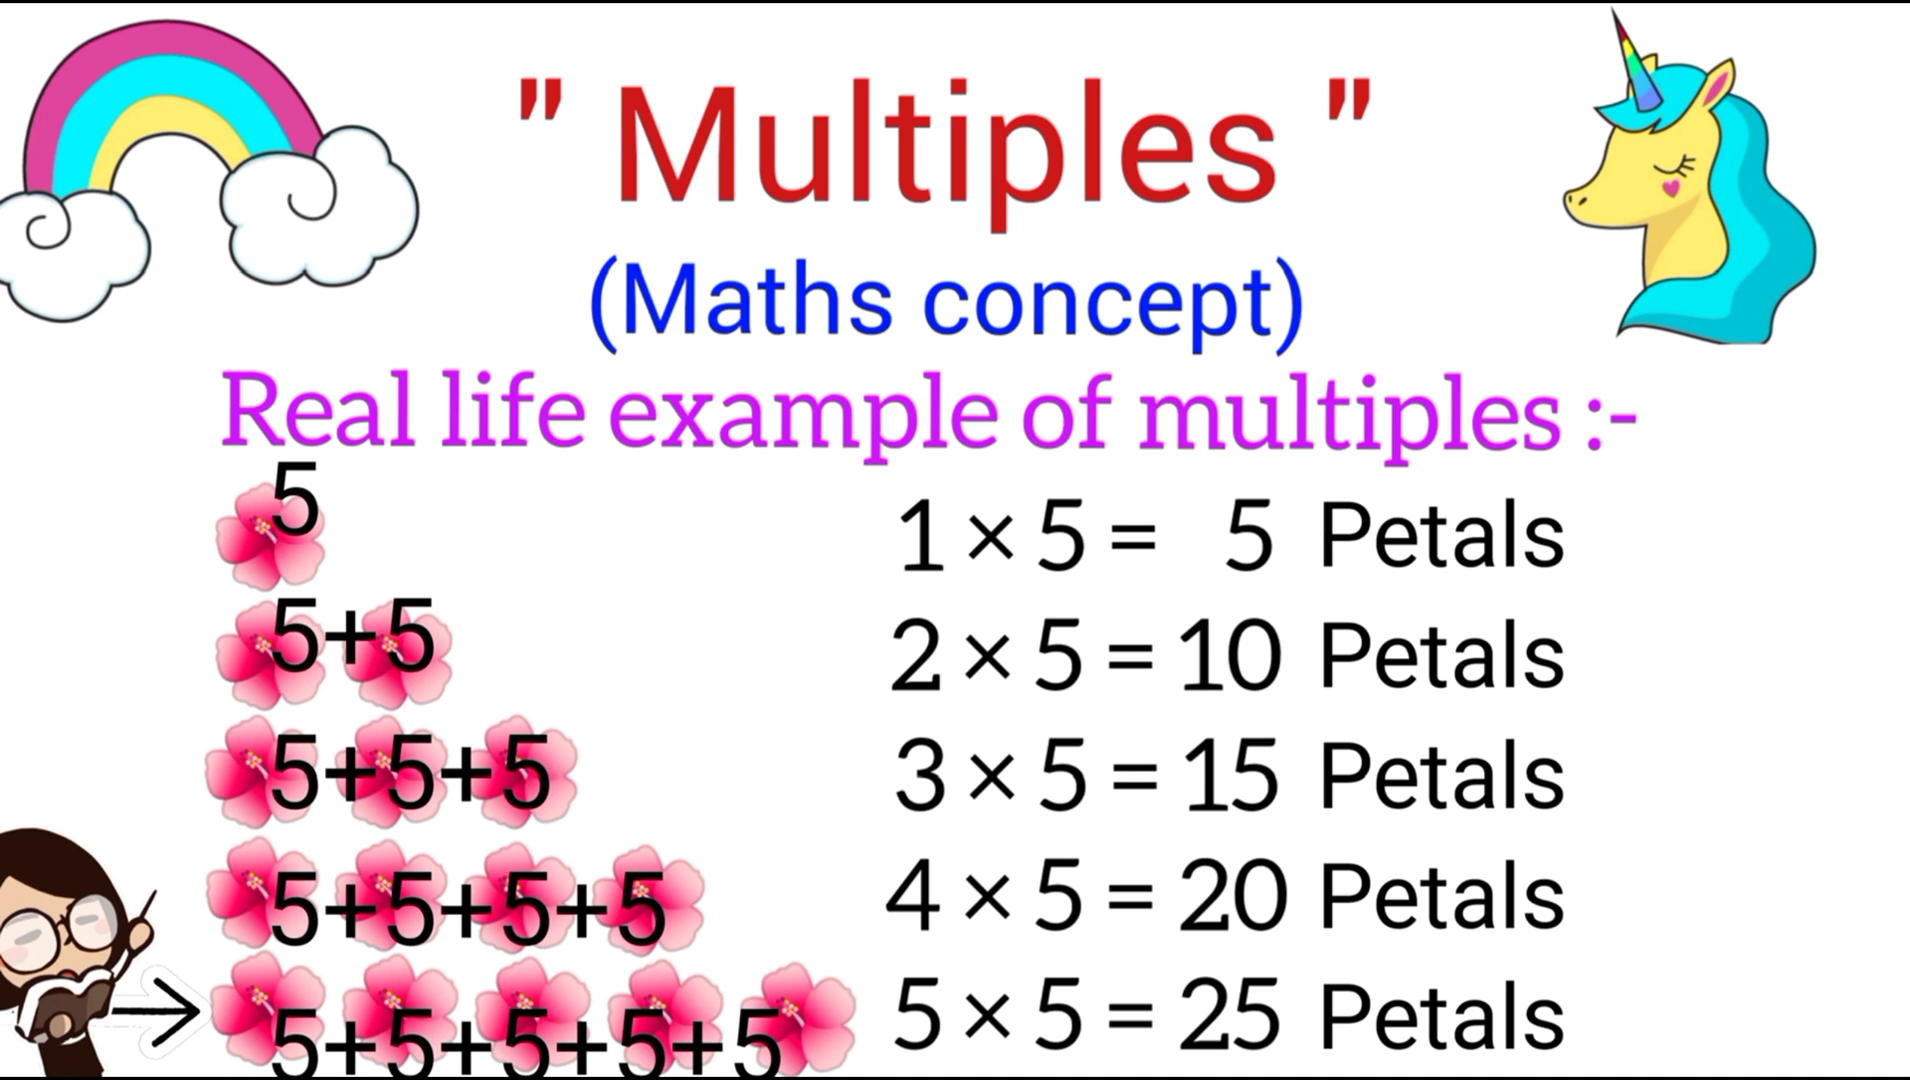 " Multiples "
(Maths concept)
Real life example of multiples :-
5
1 × 5 = 5 Petals
5+5
2 × 5 = 10 Petals
5+5+5
3 × 5 = 15 Petals
5+5+5+5
4 × 5 = 20 Petals
5+5+5+5+5
5 × 5 = 25 Petals